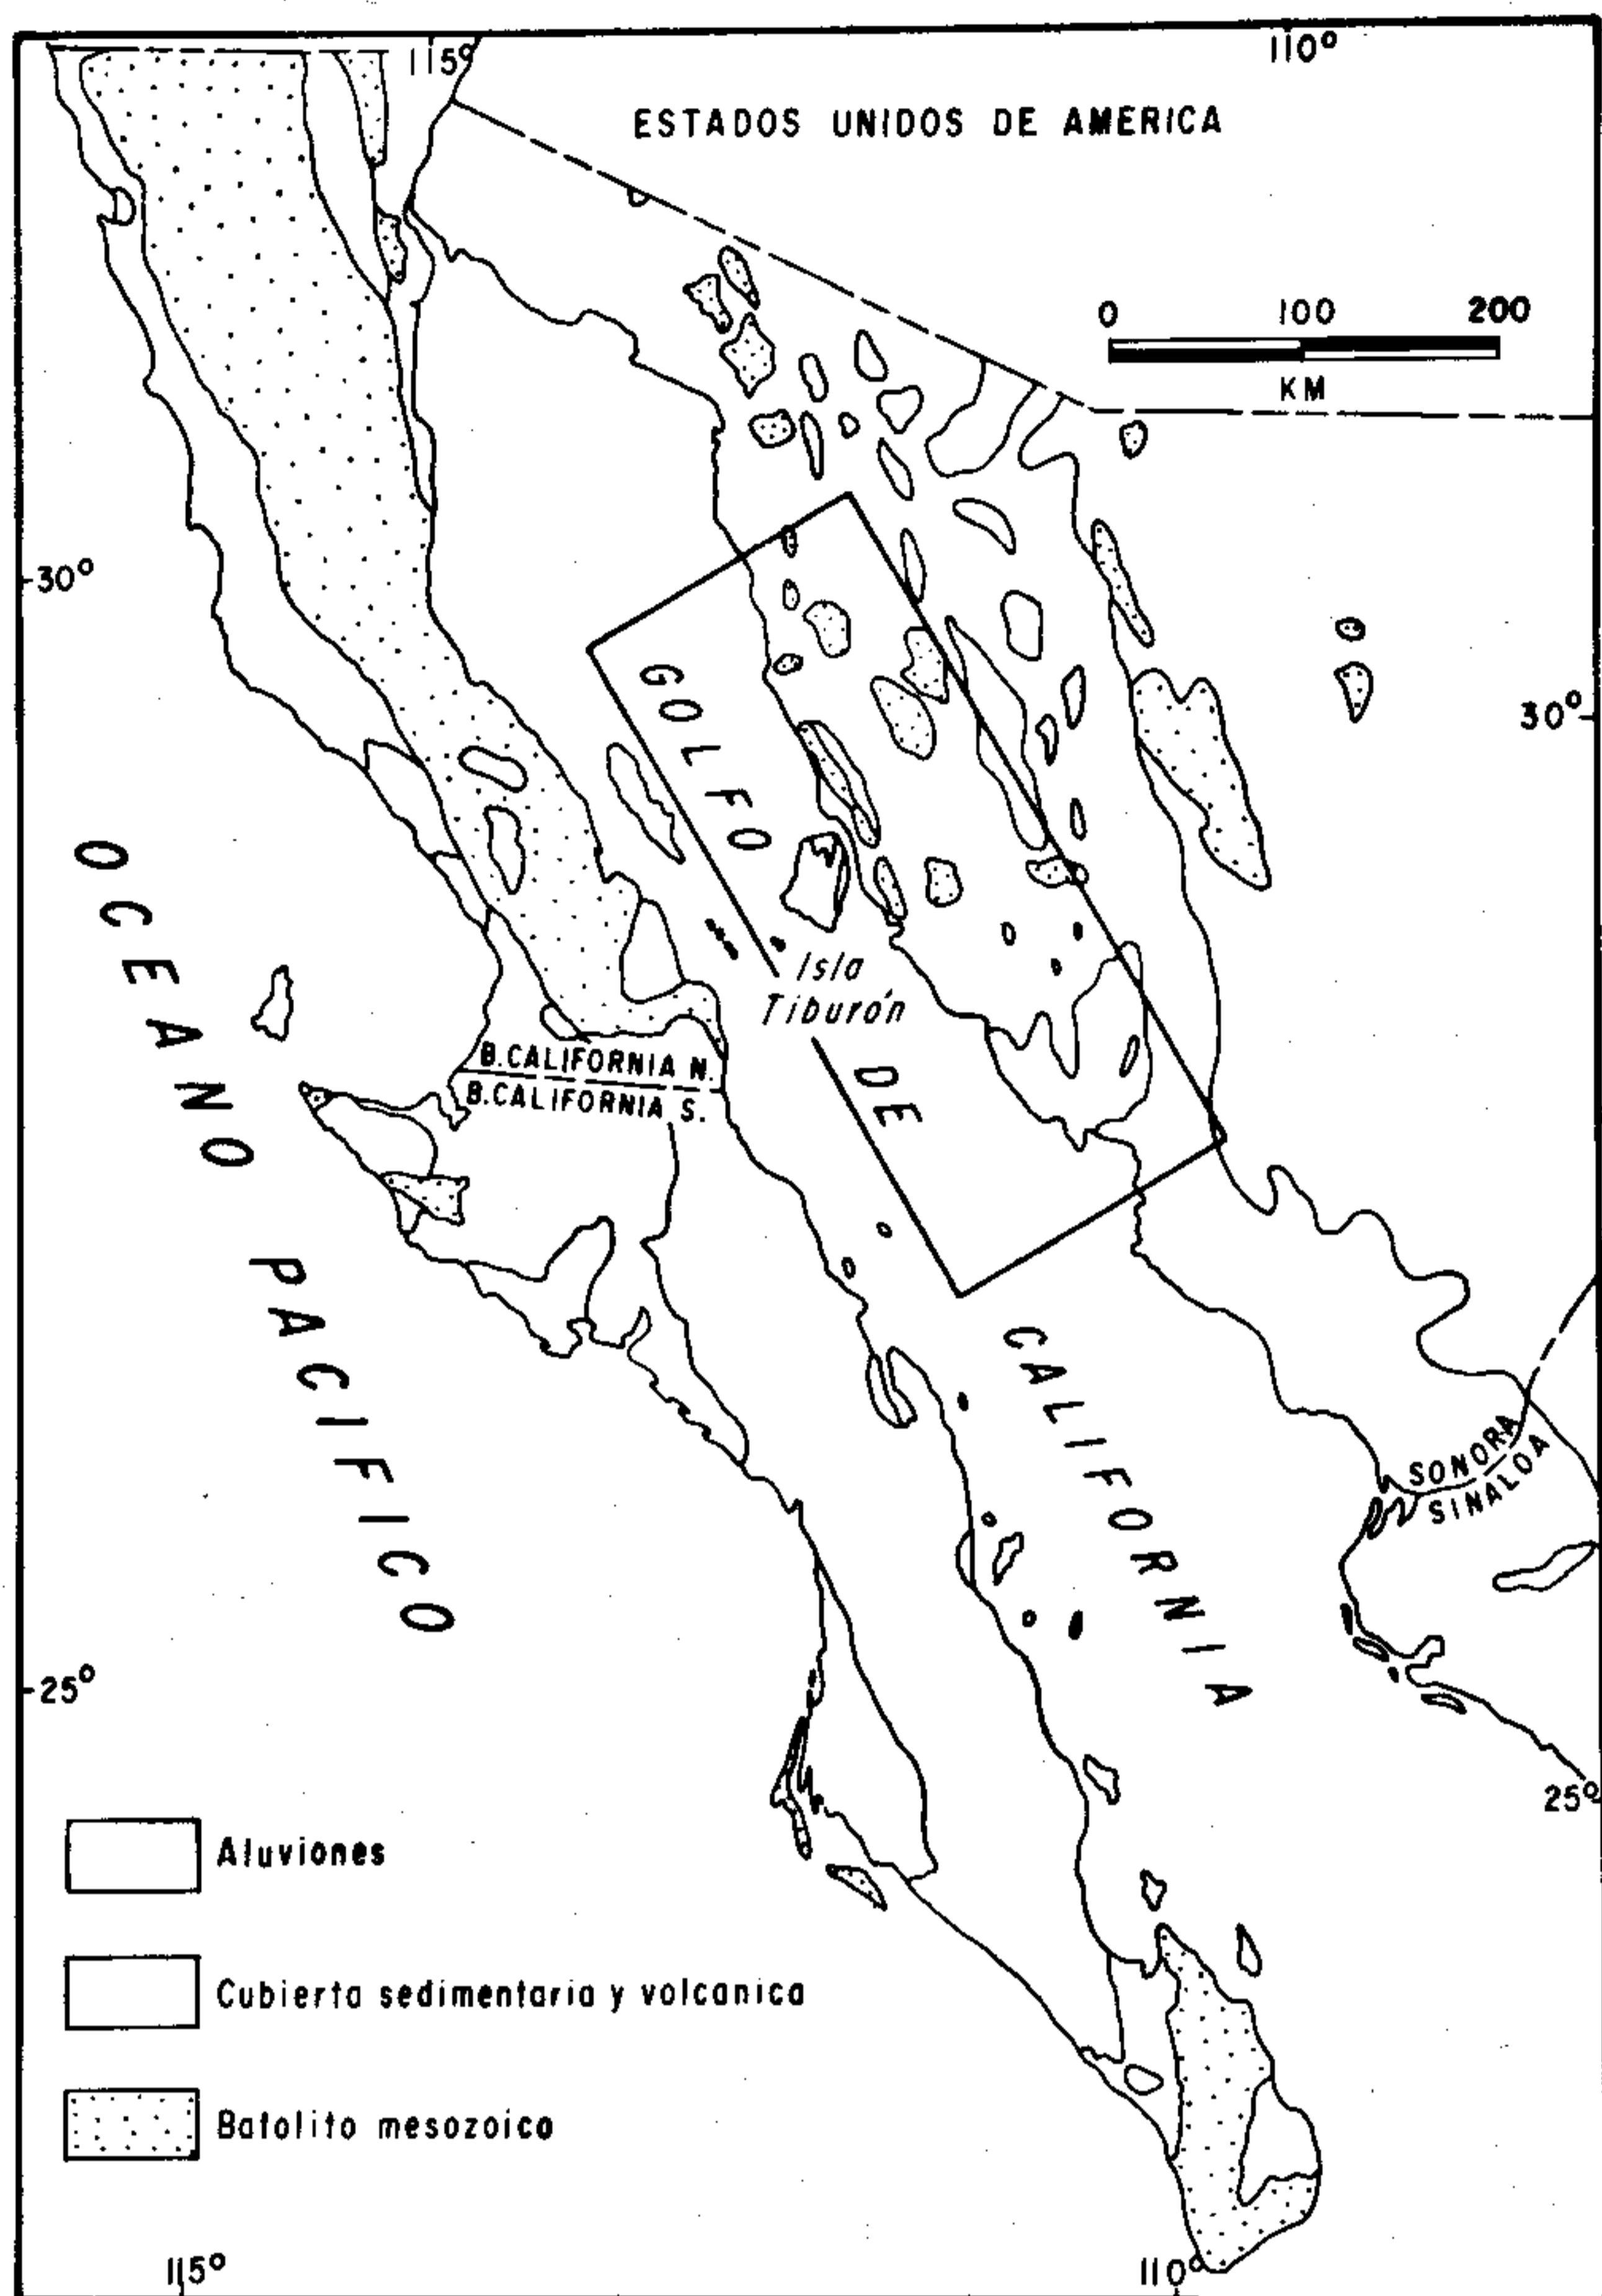 115°
110°
ESTADOS UNIDOS DE AMERICA
0 100 200
KM
30°
30°
GOLFO
OCEANO PACIFICO
Isla
Tiburón
DE
B.CALIFORNIA N.
B.CALIFORNIA S.
CALIFORNIA
SONORA
SINALOA
25°
25°
Aluviones
Cubierta sedimentaria y volcanica
Batolito mesozoico
115°
110°